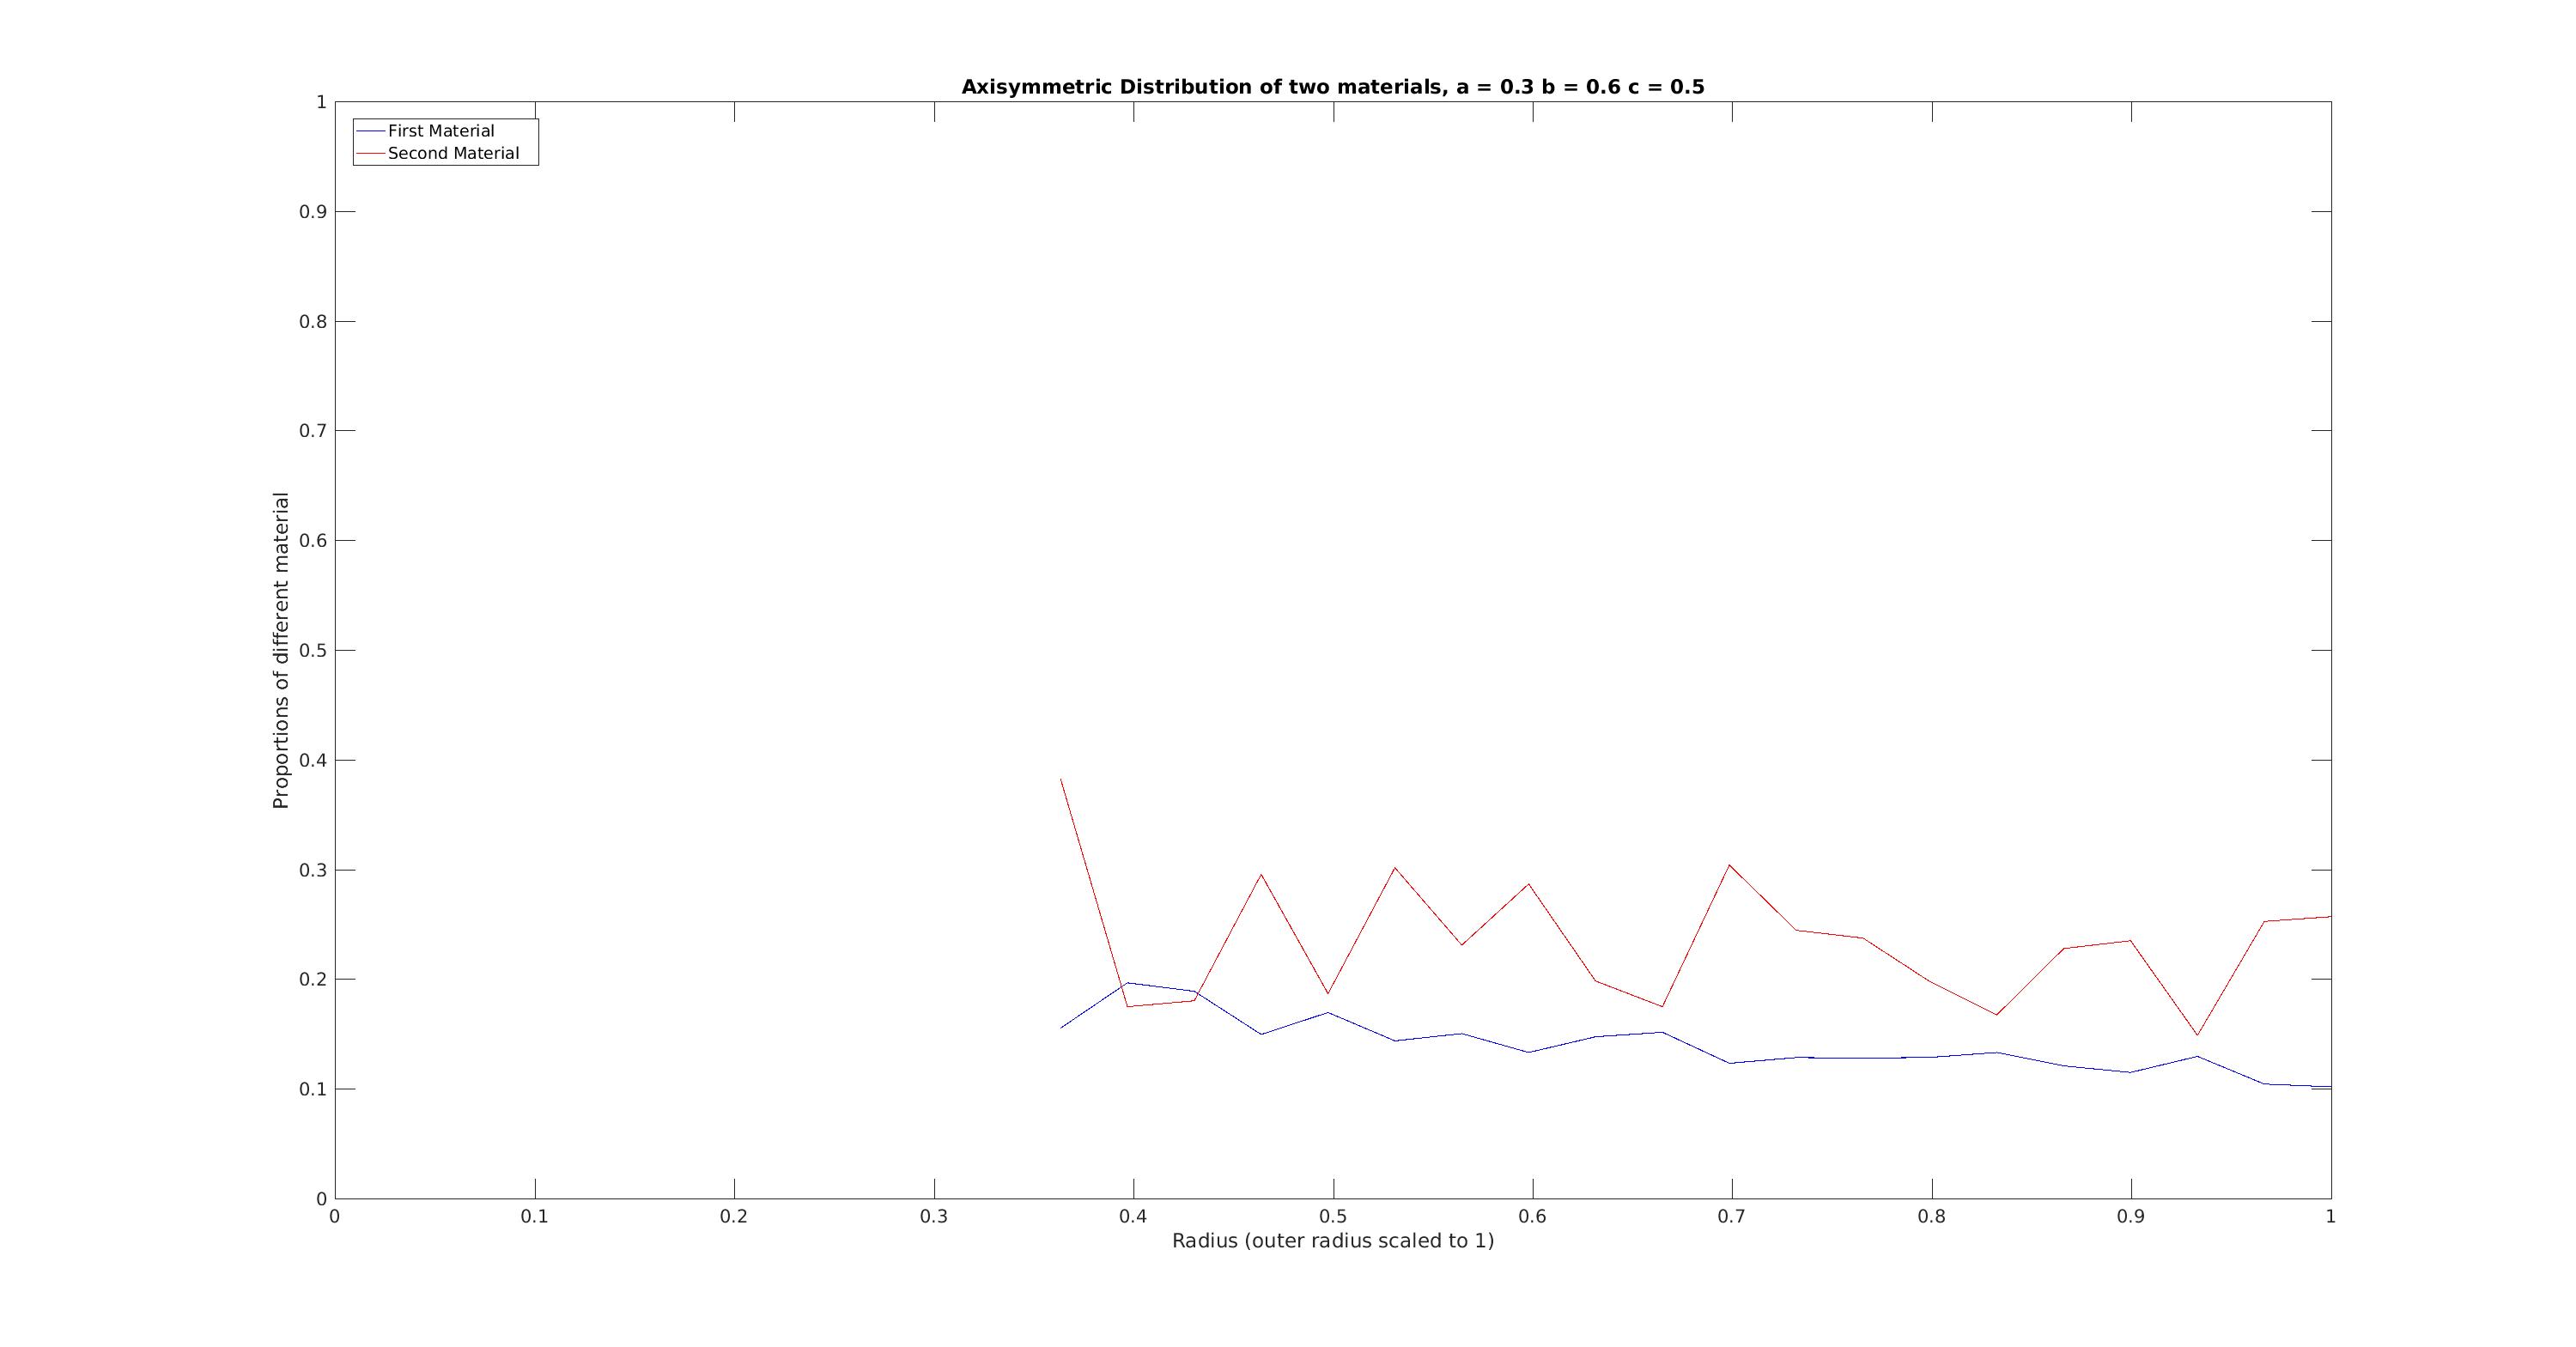 Axisymmetric Distribution of two materials, a = 0.3 b = 0.6 c = 0.5
First Material
Second Material
1
0.9
0.8
0.7
0.6
0.5
0.4
0.3
0.2
0.1
0
Proportions of different material
0 0.1 0.2 0.3 0.4 0.5 0.6 0.7 0.8 0.9 1
Radius (outer radius scaled to 1)